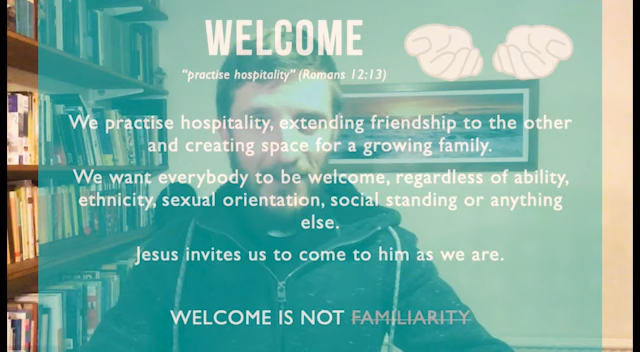 WELCOME
"practise hospitality" (Romans 12:13)
We practise hospitality, extending friendship to the other
and creating space for a growing family.
We want everybody to be welcome, regardless of ability,
ethnicity, sexual orientation, social standing or anything
else.
Jesus invites us to come to him as we are.
WELCOME IS NOT FAMILIARITY